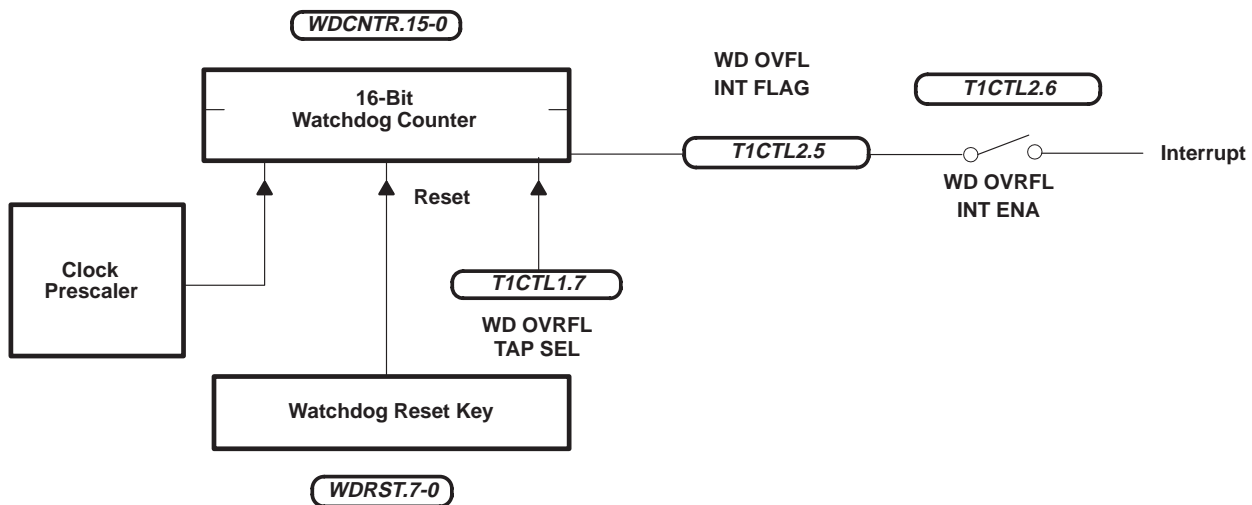 WDCNTR.15-0
16-Bit
Watchdog Counter
WD OVFL
INT FLAG
T1CTL2.6
T1CTL2.5
Interrupt
WD OVRFL
INT ENA
Reset
Clock
Prescaler
T1CTL1.7
WD OVRFL
TAP SEL
Watchdog Reset Key
WDRST.7-0